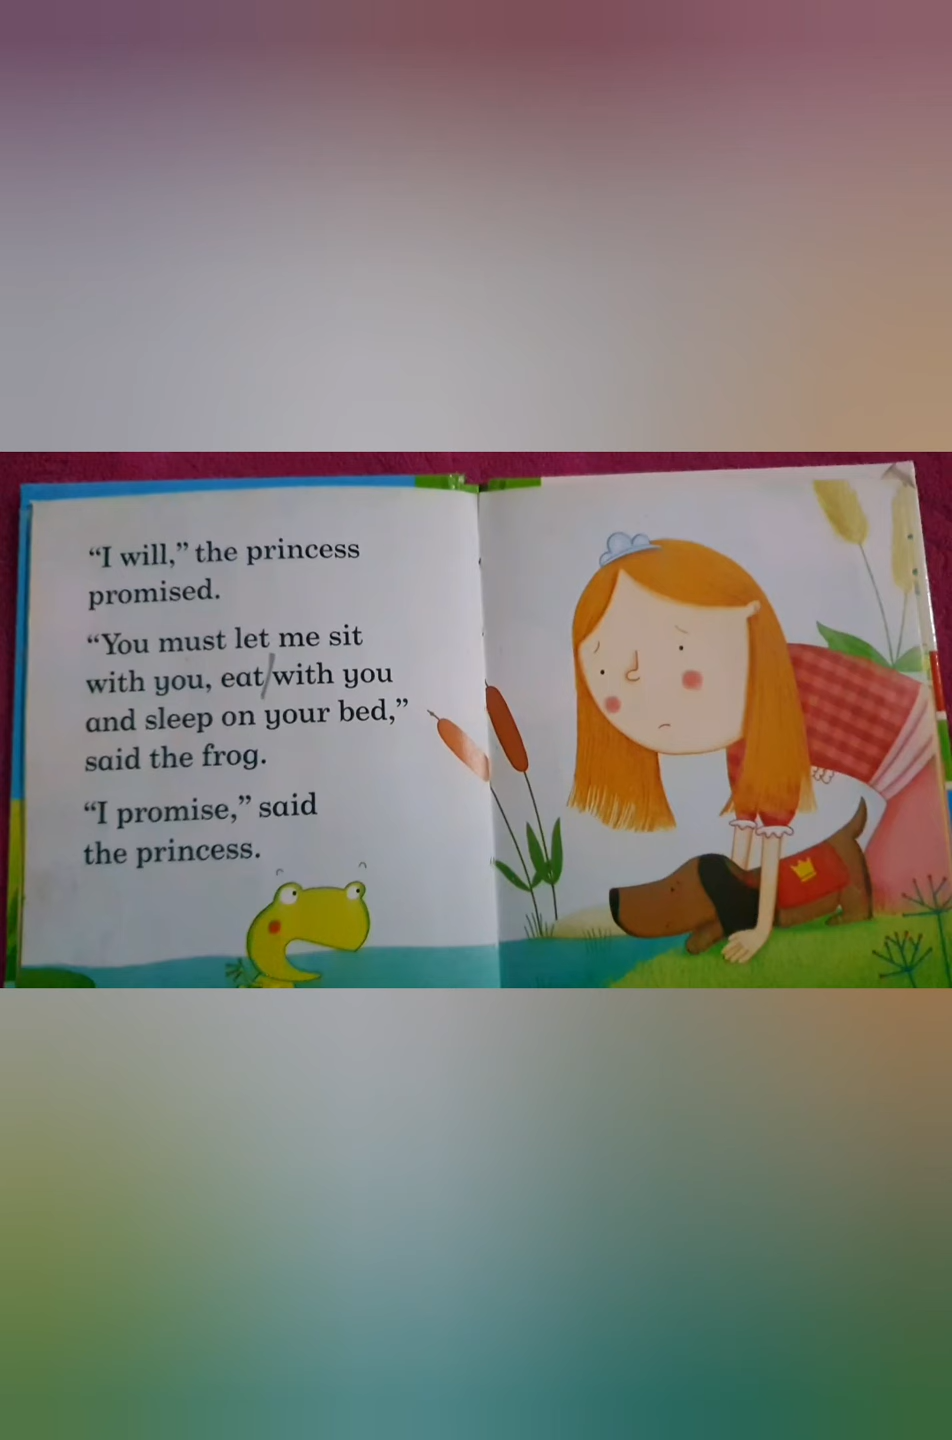 “I will,” the princess
promised.
“You must let me sit
with you, eat with you
and sleep on your bed,”
said the frog.
“I promise,” said
the princess.